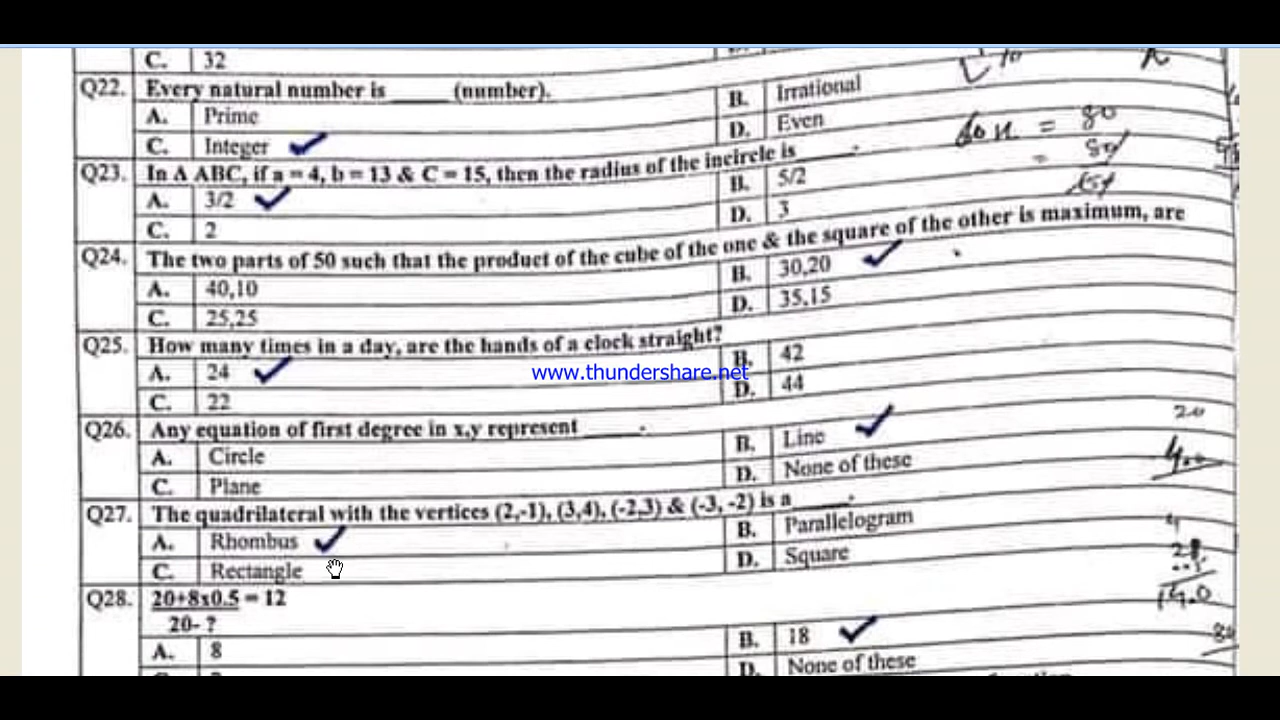 C. 32
Q22. Every natural number is _____ (number).
A. Prime
B. Irrational
C. Integer
D. Even
Q23. In Δ ABC, if a = 4, b = 13 & C = 15, then the radius of the incircle is _____.
A. 3/2
B. 5/2
C. 2
D. 3
Q24. The two parts of 50 such that the product of the cube of the one & the square of the other is maximum, are
A. 40,10
B. 30,20
C. 25,25
D. 35,15
Q25. How many times in a day, are the hands of a clock straight?
A. 24
B. 42
www.thundershare.net
C. 22
D. 44
Q26. Any equation of first degree in x,y represent _____.
A. Circle
B. Line
C. Plane
D. None of these
Q27. The quadrilateral with the vertices (2,-1), (3,4), (-2,3) & (-3, -2) is a _____.
A. Rhombus
B. Parallelogram
C. Rectangle
D. Square
Q28. 20+8x0.5 = 12
20- ?
A. 8
B. 18
D. None of these
= 80
20